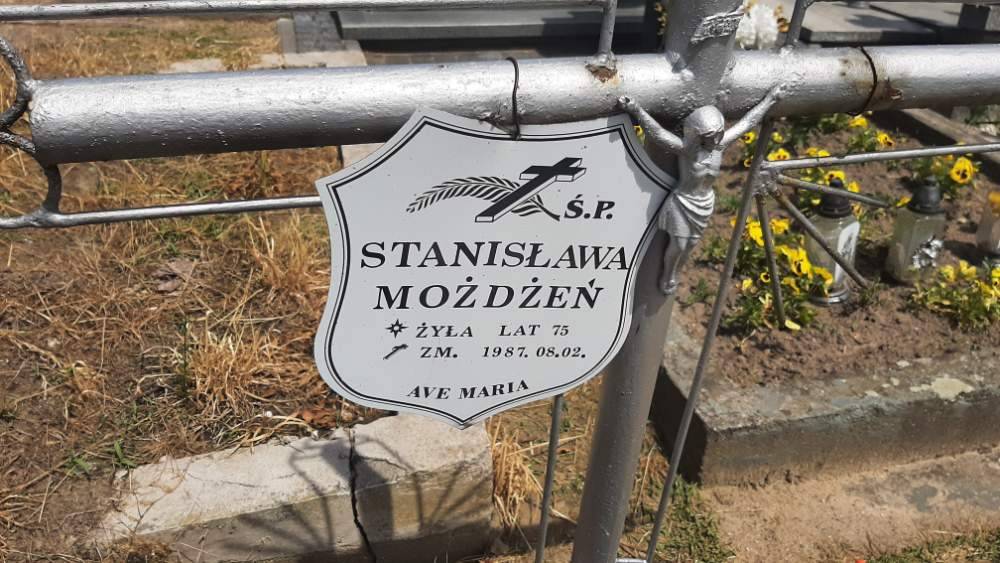 Ś.P.
STANISŁAWA
MOŻDŻEŃ
ŻYŁA LAT 75
ZM. 1987.08.02.
AVE MARIA